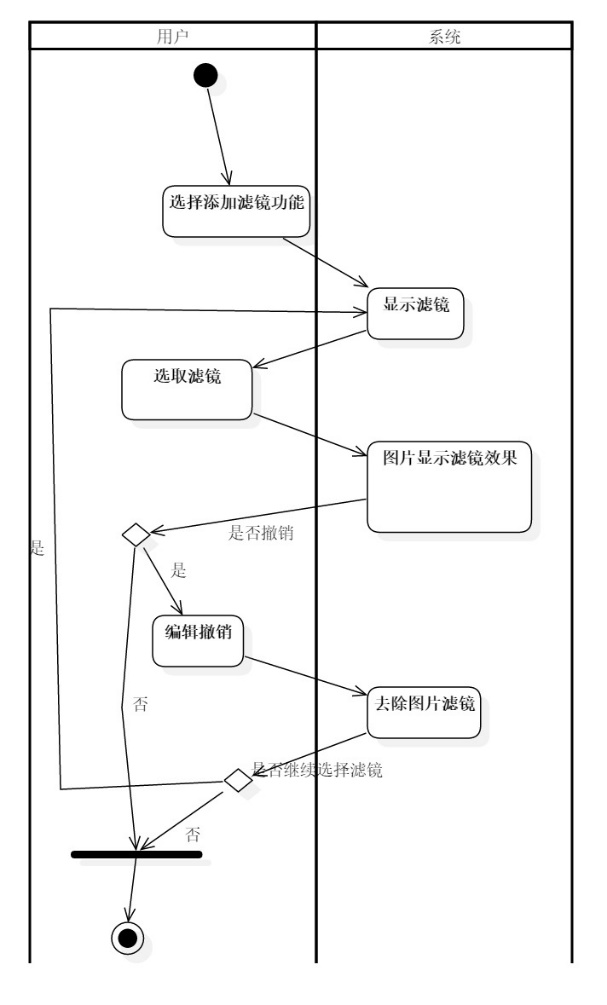 用户
系统
选择添加滤镜功能
显示滤镜
选取滤镜
图片显示滤镜效果
是否撤销
是
是
编辑撤销
去除图片滤镜
否
是否继续选择滤镜
否